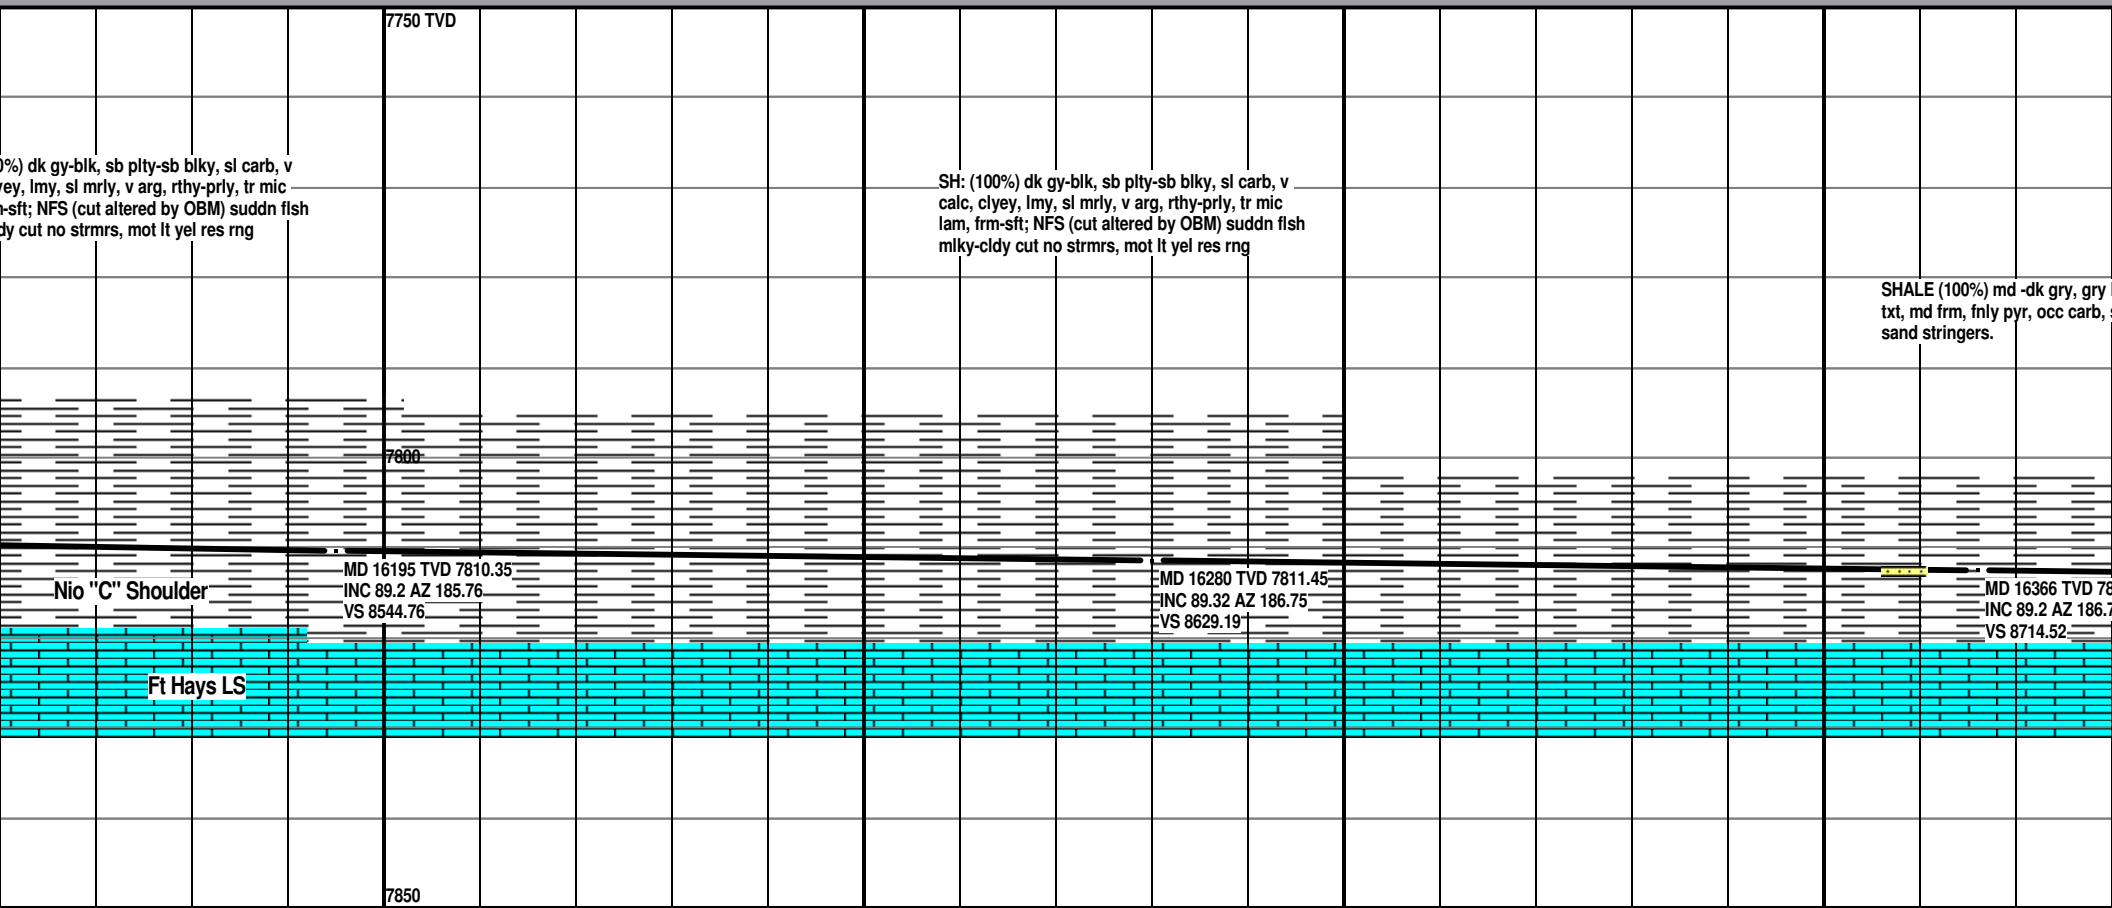 7750 TVD
0%) dk gy-blk, sb plty-sb blky, sl carb, v
yey, lmy, sl mrly, v arg, rthy-prly, tr mic
-sft; NFS (cut altered by OBM) suddn flsh
dy cut no strmrs, mot lt yel res rng
SH: (100%) dk gy-blk, sb plty-sb blky, sl carb, v
calc, clyey, lmy, sl mrly, v arg, rthy-prly, tr mic
lam, frm-sft; NFS (cut altered by OBM) suddn flsh
mlky-cldy cut no strmrs, mot lt yel res rng
SHALE (100%) md -dk gry, gry
txt, md frm, fnly pyr, occ carb,
sand stringers.
7800
MD 16195 TVD 7810.35
INC 89.2 AZ 185.76
VS 8544.76
MD 16280 TVD 7811.45
INC 89.32 AZ 186.75
VS 8629.19
MD 16366 TVD 78
INC 89.2 AZ 186.7
VS 8714.52
Nio "C" Shoulder
Ft Hays LS
7850